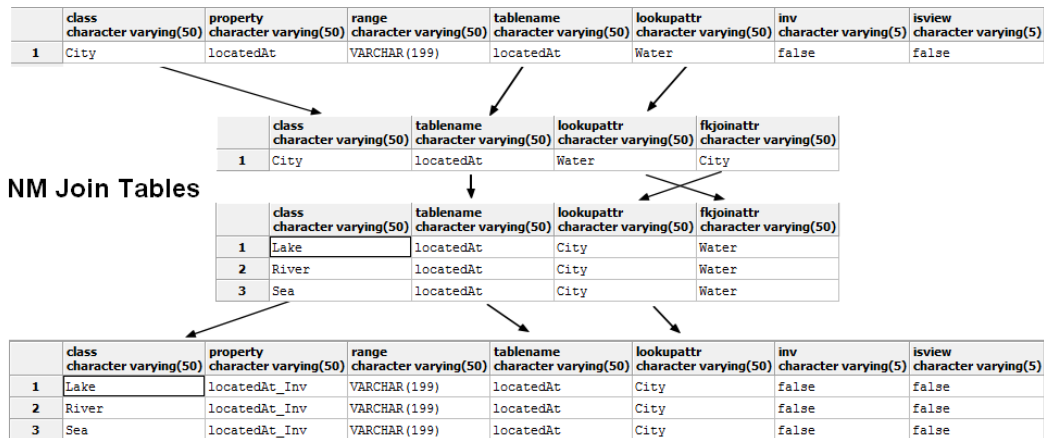 class property range tablename lookupattr inv isview
character varying(50) character varying(50) character varying(50) character varying(50) character varying(50) character varying(5) character varying(5)
1 City locatedAt VARCHAR(199) locatedAt Water false false
class tablename lookupattr fkjoinattr
character varying(50) character varying(50) character varying(50) character varying(50)
1 City locatedAt Water City
NM Join Tables
class tablename lookupattr fkjoinattr
character varying(50) character varying(50) character varying(50) character varying(50)
1 Lake locatedAt City Water
2 River locatedAt City Water
3 Sea locatedAt City Water
class property range tablename lookupattr inv isview
character varying(50) character varying(50) character varying(50) character varying(50) character varying(50) character varying(5) character varying(5)
1 Lake locatedAt_Inv VARCHAR(199) locatedAt City false false
2 River locatedAt_Inv VARCHAR(199) locatedAt City false false
3 Sea locatedAt_Inv VARCHAR(199) locatedAt City false false